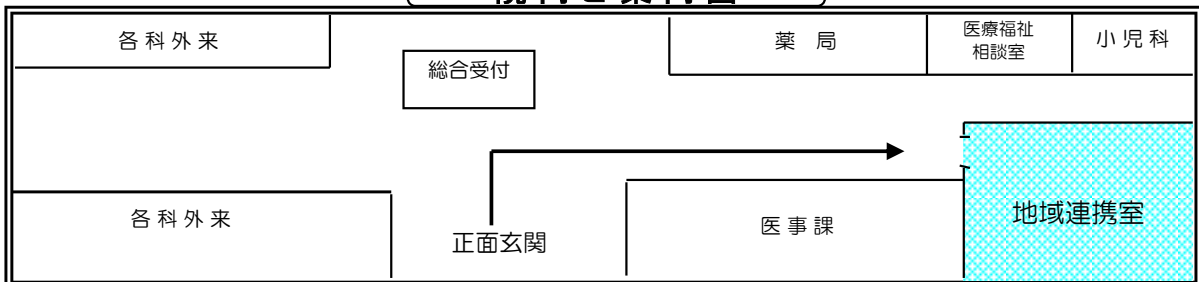 各科外来
総合受付
薬 局
医療福祉
相談室
小児科
各科外来
正面玄関
医事課
地域連携室